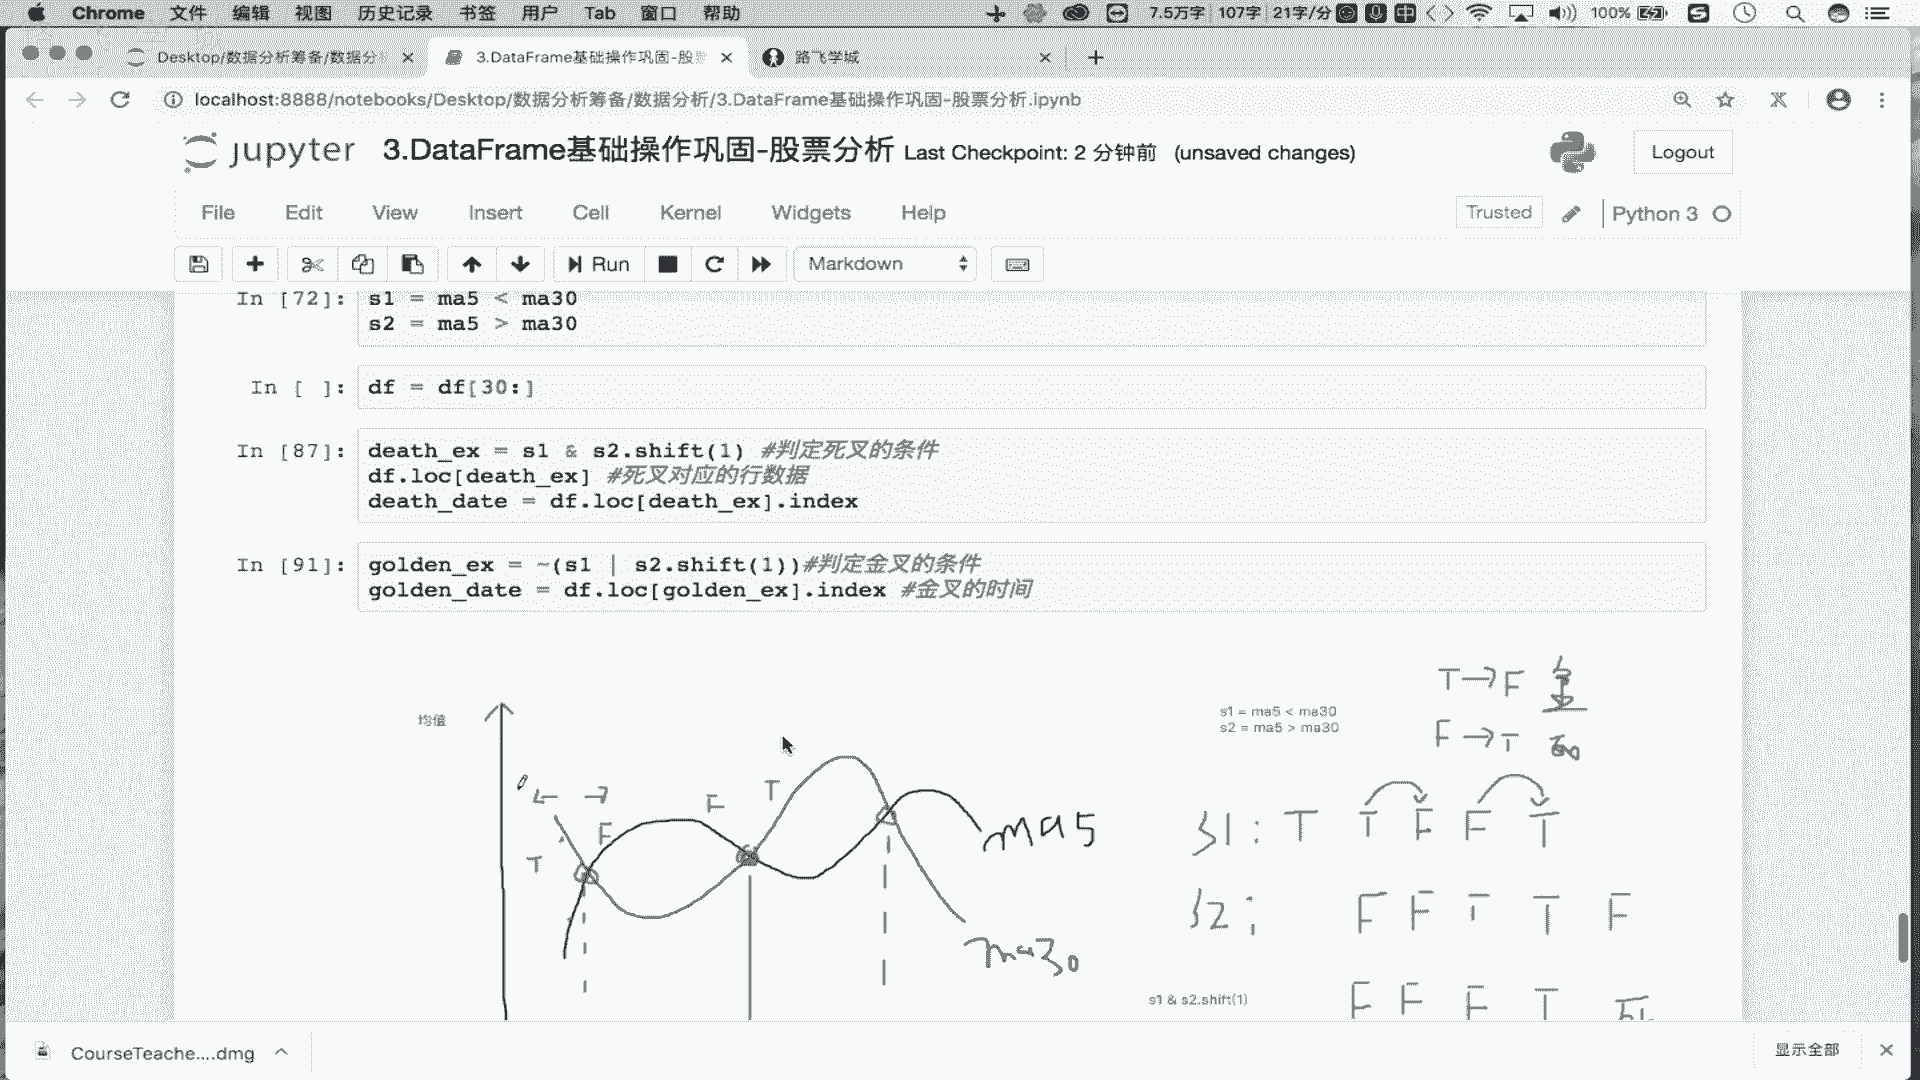 Chrome 文件 编辑 视图 历史记录 书签 用户 Tab 窗口 帮助 7.5万字 107字 21字/分 中 100%
Desktop/数据分析筹备/数据分 3.DataFrame基础操作巩固-股 路飞学城
localhost:8888/notebooks/Desktop/数据分析筹备/数据分析/3.DataFrame基础操作巩固-股票分析.ipynb
jupyter 3.DataFrame基础操作巩固-股票分析 Last Checkpoint: 2 分钟前 (unsaved changes) Logout
File Edit View Insert Cell Kernel Widgets Help Trusted Python 3
Run Markdown
In [72]: s1 = ma5 < ma30
s2 = ma5 > ma30
In [ ]: df = df[30:]
In [87]: death_ex = s1 & s2.shift(1) #判定死叉的条件
df.loc[death_ex] #死叉对应的行数据
death_date = df.loc[death_ex].index
In [91]: golden_ex = ~(s1 | s2.shift(1))#判定金叉的条件
golden_date = df.loc[golden_ex].index #金叉的时间
T→F 金
均值
s1 = ma5 < ma30
s2 = ma5 > ma30
F→T
F T
F
T
ma5
s1: T T F F T
s2: F F T T F
ma30
s1 & s2.shift(1)
F F F T
CourseTeache....dmg 显示全部